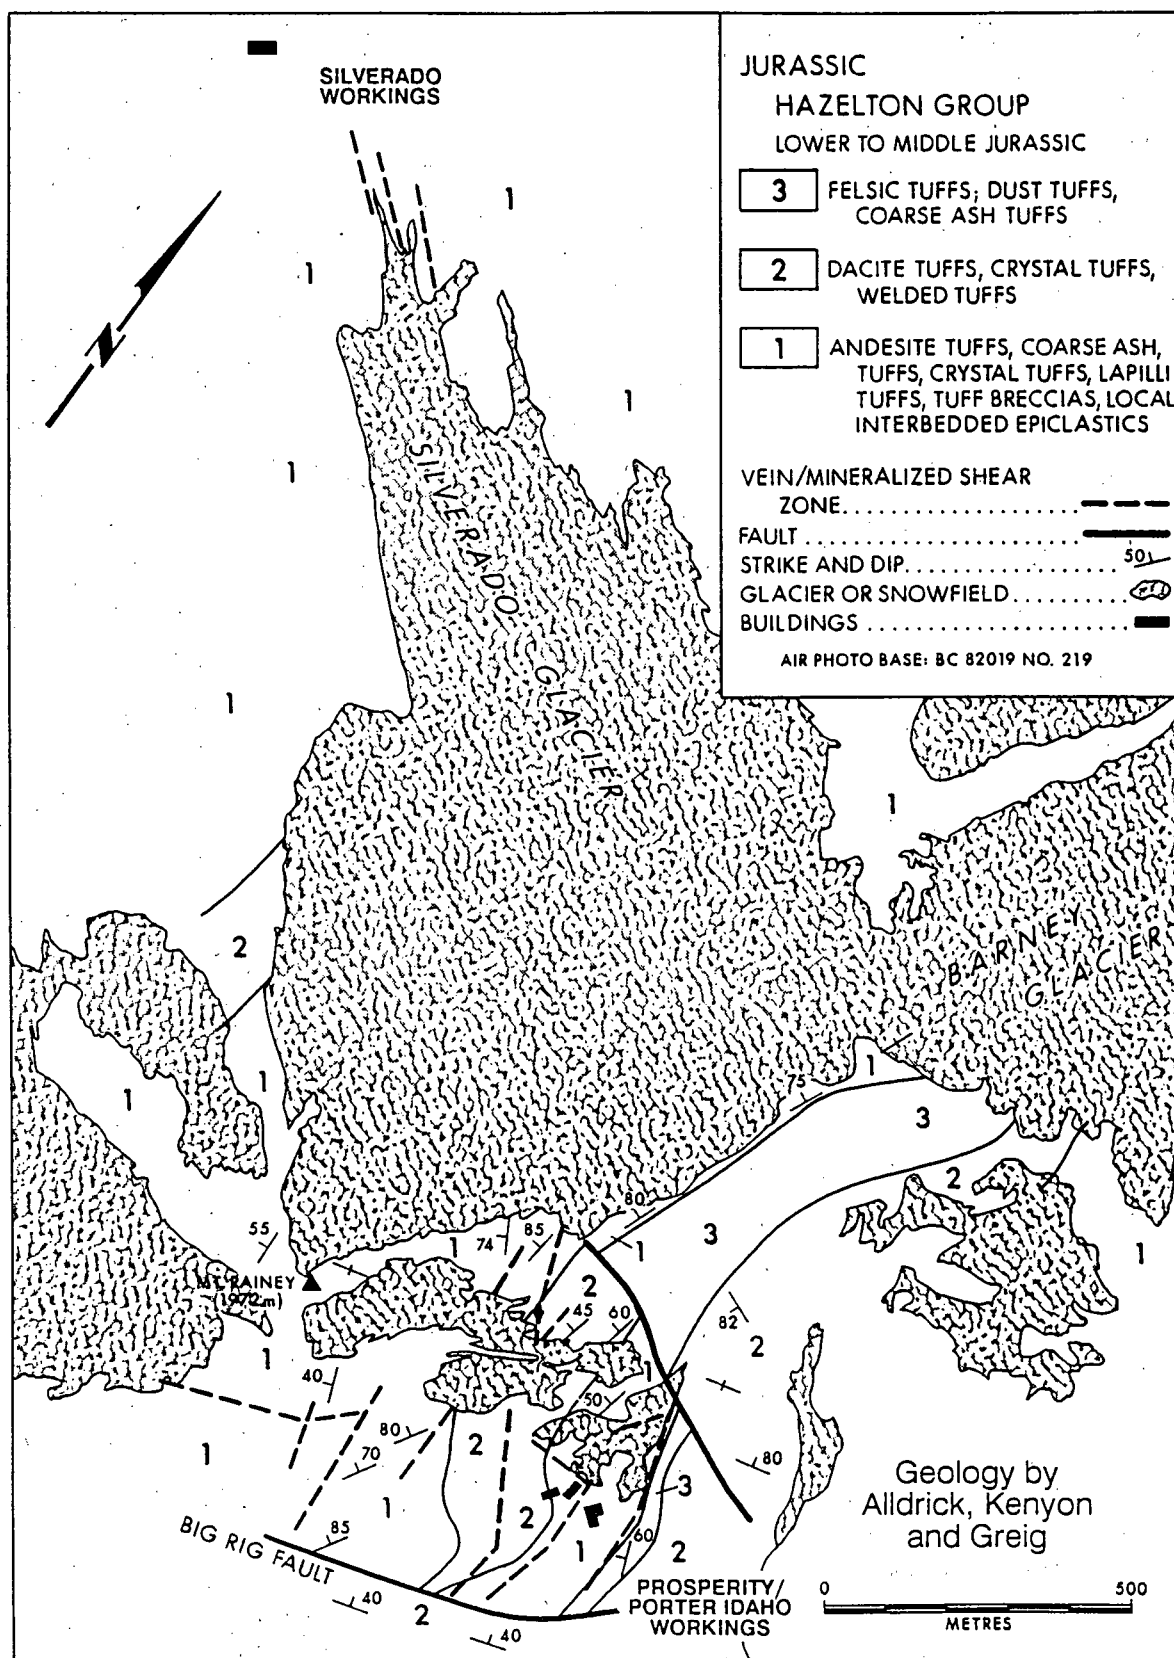 SILVERADO
WORKINGS
JURASSIC
HAZELTON GROUP
LOWER TO MIDDLE JURASSIC
3 FELSIC TUFFS; DUST TUFFS,
COARSE ASH TUFFS
2 DACITE TUFFS, CRYSTAL TUFFS,
WELDED TUFFS
1 ANDESITE TUFFS, COARSE ASH,
TUFFS, CRYSTAL TUFFS, LAPILLI
TUFFS, TUFF BRECCIAS, LOCAL
INTERBEDDED EPICLASTICS
VEIN/MINERALIZED SHEAR
ZONE
FAULT
STRIKE AND DIP 50
GLACIER OR SNOWFIELD
BUILDINGS
AIR PHOTO BASE: BC 82019 NO. 219
N
1
1
1
1
1
SILVERADO GLACIER
1
2
BARNEY
GLACIER
1
1
1
75
3
2
80
55
74
85
1
1
3
1
MT. RAINEY
(1972 m)
2
45
60
82
2
1
40
1
50
80
2
70
1
80
3
1
2
85
1
60
2
BIG RIG FAULT
40
2
40
PROSPERITY/
PORTER IDAHO
WORKINGS
Geology by
Alldrick, Kenyon
and Greig
0 500
METRES